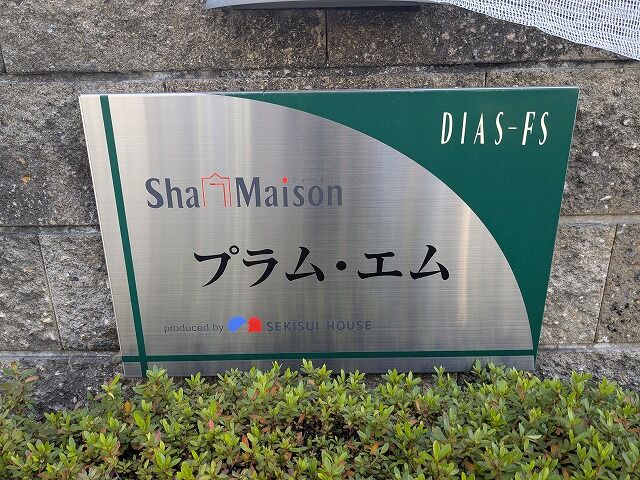 DIAS-FS
Sha Maison
プラム・エム
produced by SEKISUI HOUSE